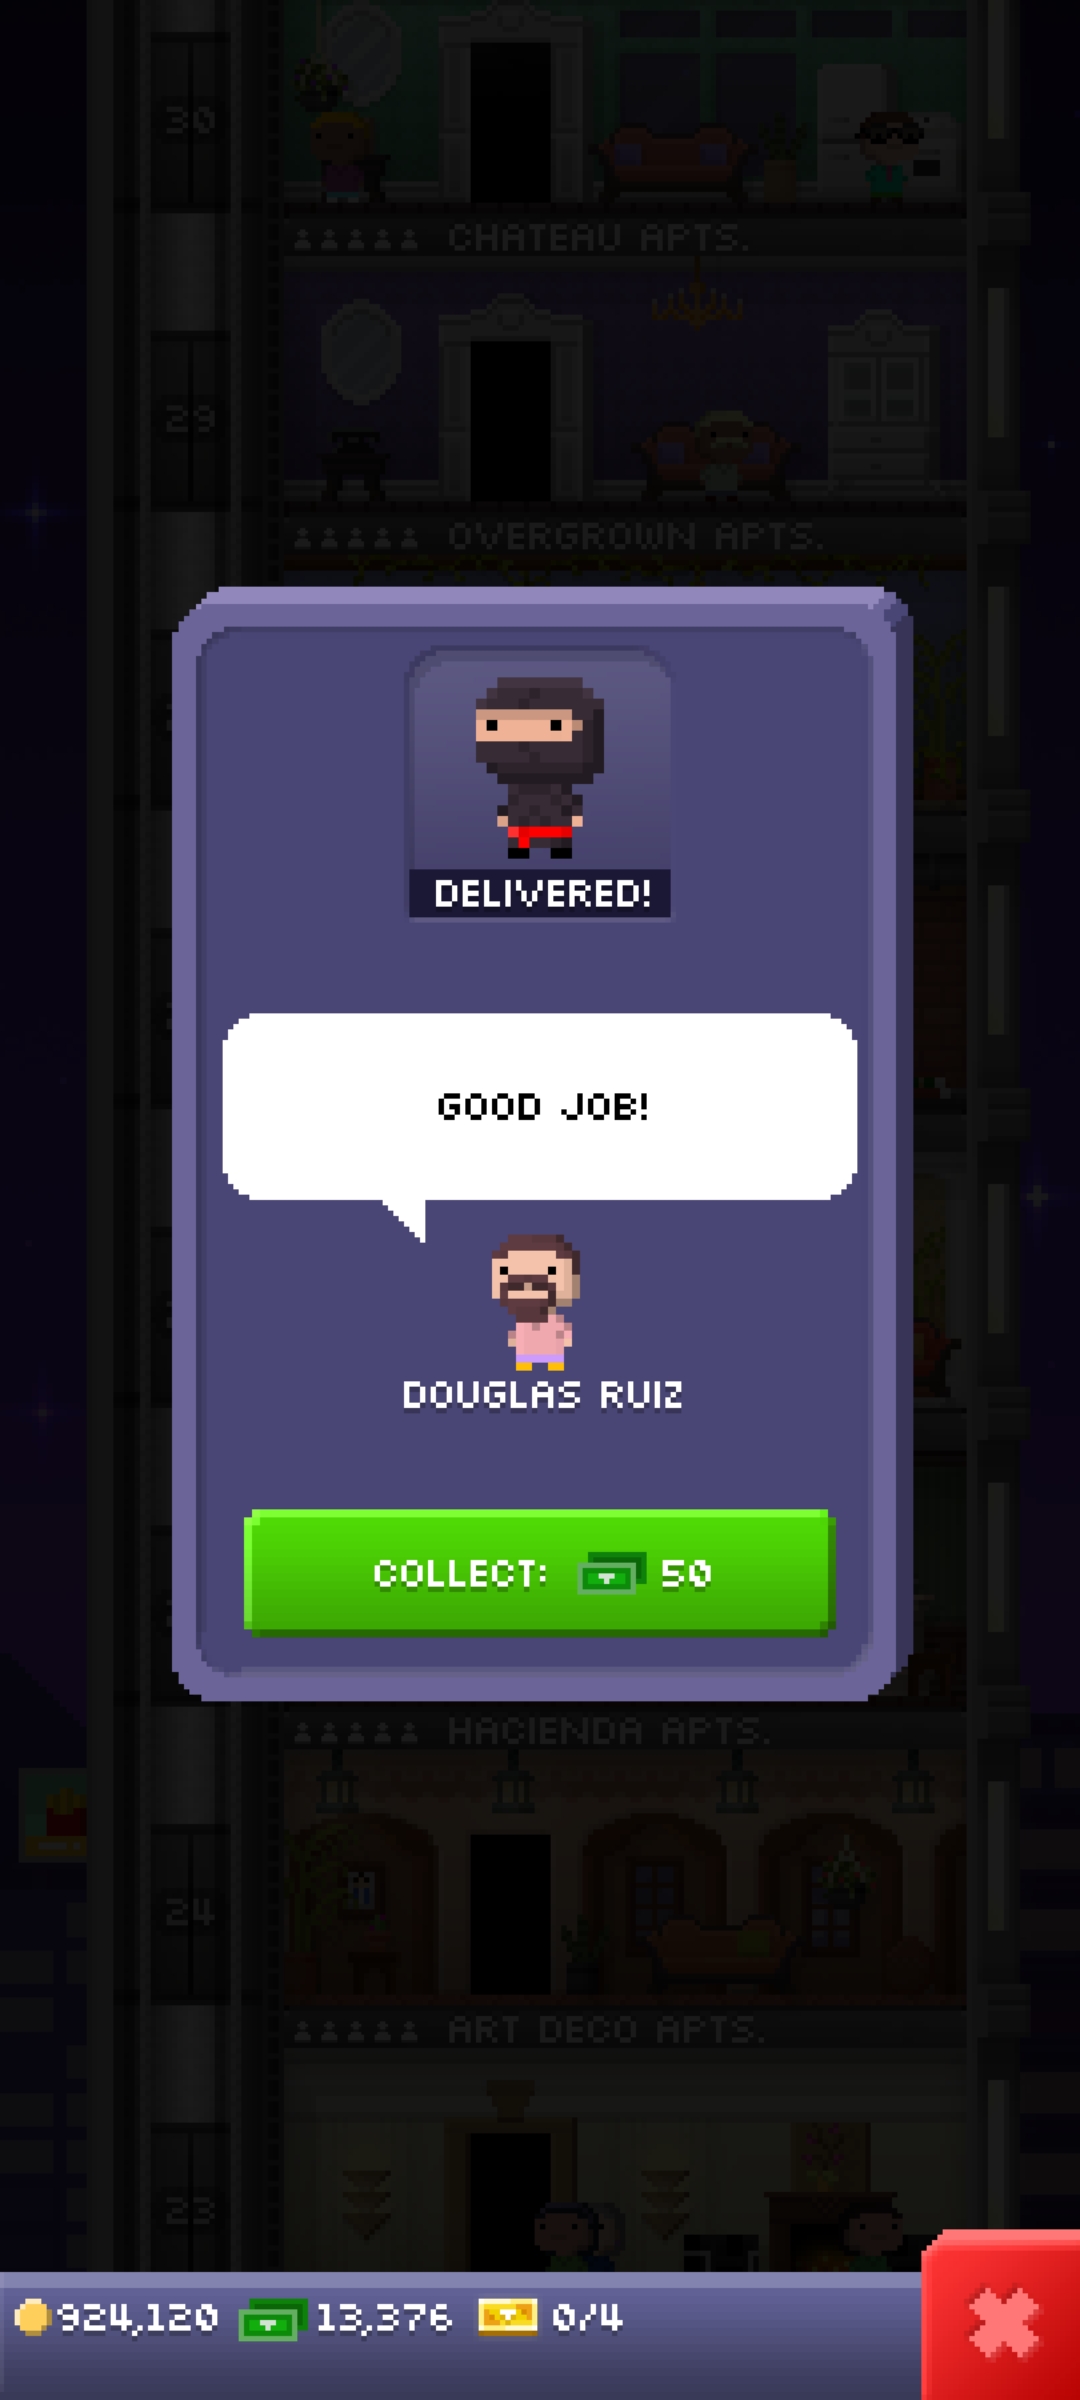 30
CHATEAU APTS.
29
OVERGROWN APTS.
DELIVERED!
GOOD JOB!
DOUGLAS RUIZ
COLLECT: 50
HACIENDA APTS.
24
ART DECO APTS.
23
924,120 13,376 0/4